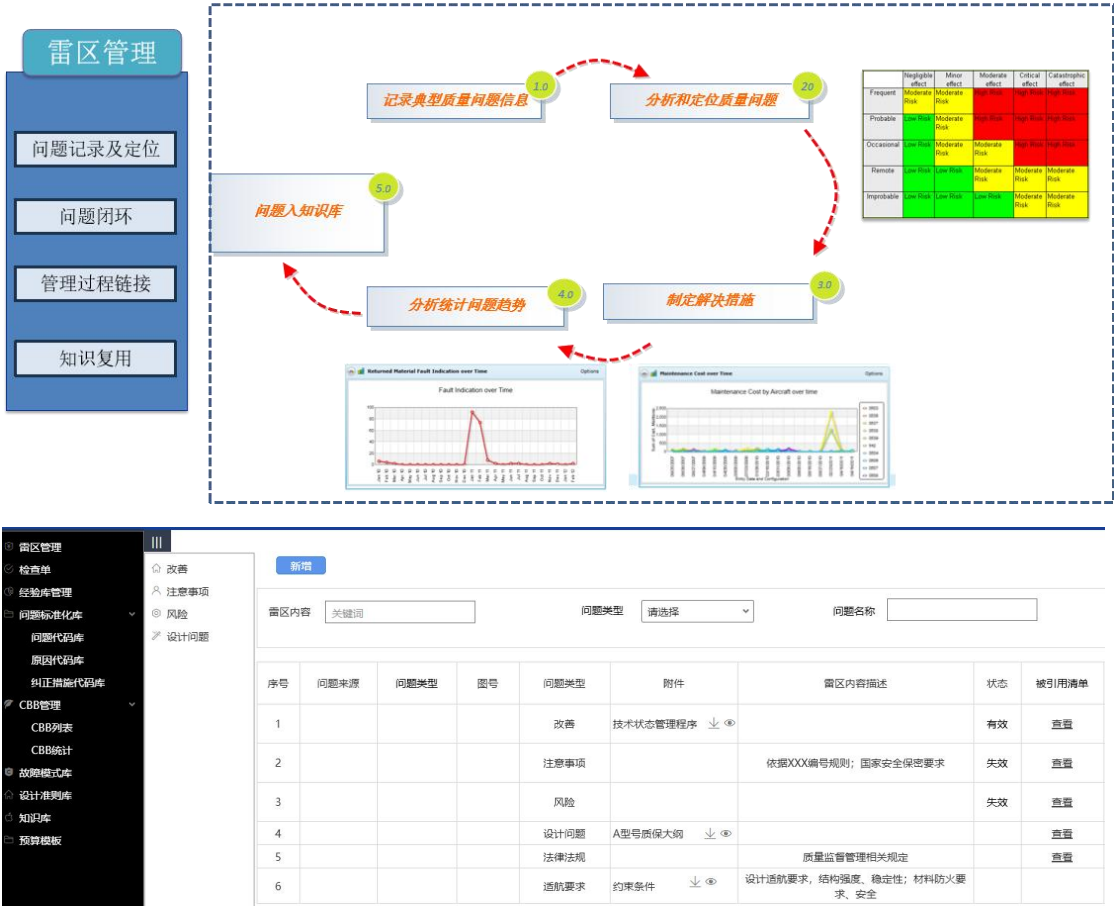 雷区管理
问题记录及定位
问题闭环
管理过程链接
知识复用
记录典型质量问题信息
1.0
分析和定位质量问题
20
制定解决措施
3.0
分析统计问题趋势
4.0
问题入知识库
5.0
Negligible effect Minor effect Moderate effect Critical effect Catastrophic effect
Frequent Moderate Risk Moderate Risk High Risk High Risk High Risk
Probable Low Risk Moderate Risk High Risk High Risk High Risk
Occasional Low Risk Moderate Risk Moderate Risk High Risk High Risk
Remote Low Risk Low Risk Moderate Risk Moderate Risk Moderate Risk
Improbable Low Risk Low Risk Low Risk Moderate Risk Moderate Risk
Returned Material Fault Indication over Time Options
Fault Indication over Time
Maintenance Cost over Time Options
Maintenance Cost by Aircraft over time
Entry Date and Configuration
雷区管理
检查单
经验库管理
问题标准化库
问题代码库
原因代码库
纠正措施代码库
CBB管理
CBB列表
CBB统计
故障模式库
设计准则库
知识库
预算模板
改善
注意事项
风险
设计问题
新增
雷区内容 关键词 问题类型 请选择 问题名称
序号 问题来源 问题类型 图号 问题类型 附件 雷区内容描述 状态 被引用清单
1 改善 技术状态管理程序 有效 查看
2 注意事项 依据XXX编号规则；国家安全保密要求 失效 查看
3 风险 失效 查看
4 设计问题 A型号质保大纲 查看
5 法律法规 质量监督管理相关规定 查看
6 适航要求 约束条件 设计适航要求，结构强度、稳定性；材料防火要
求、安全